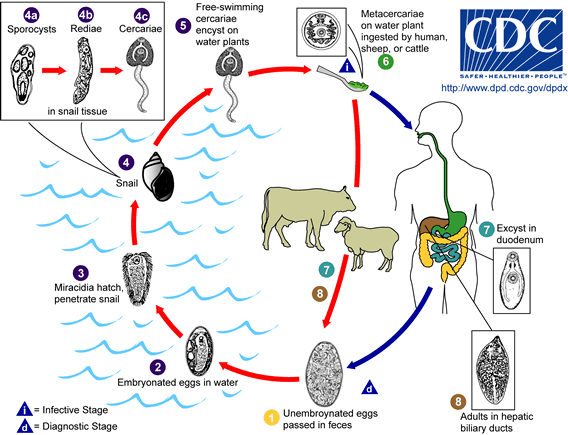 4a
Sporocysts
4b
Rediae
4c
Cercariae
in snail tissue
5
Free-swimming
cercariae
encyst on
water plants
Metacercariae
on water plant
ingested by human,
sheep, or cattle
6
i
CDC
SAFER•HEALTHIER•PEOPLE™
http://www.dpd.cdc.gov/dpdx
4
Snail
7
Excyst in
duodenum
3
Miracidia hatch,
penetrate snail
7
8
2
Embryonated eggs in water
d
1
Unembroynated eggs
passed in feces
8
Adults in hepatic
biliary ducts
i = Infective Stage
d = Diagnostic Stage